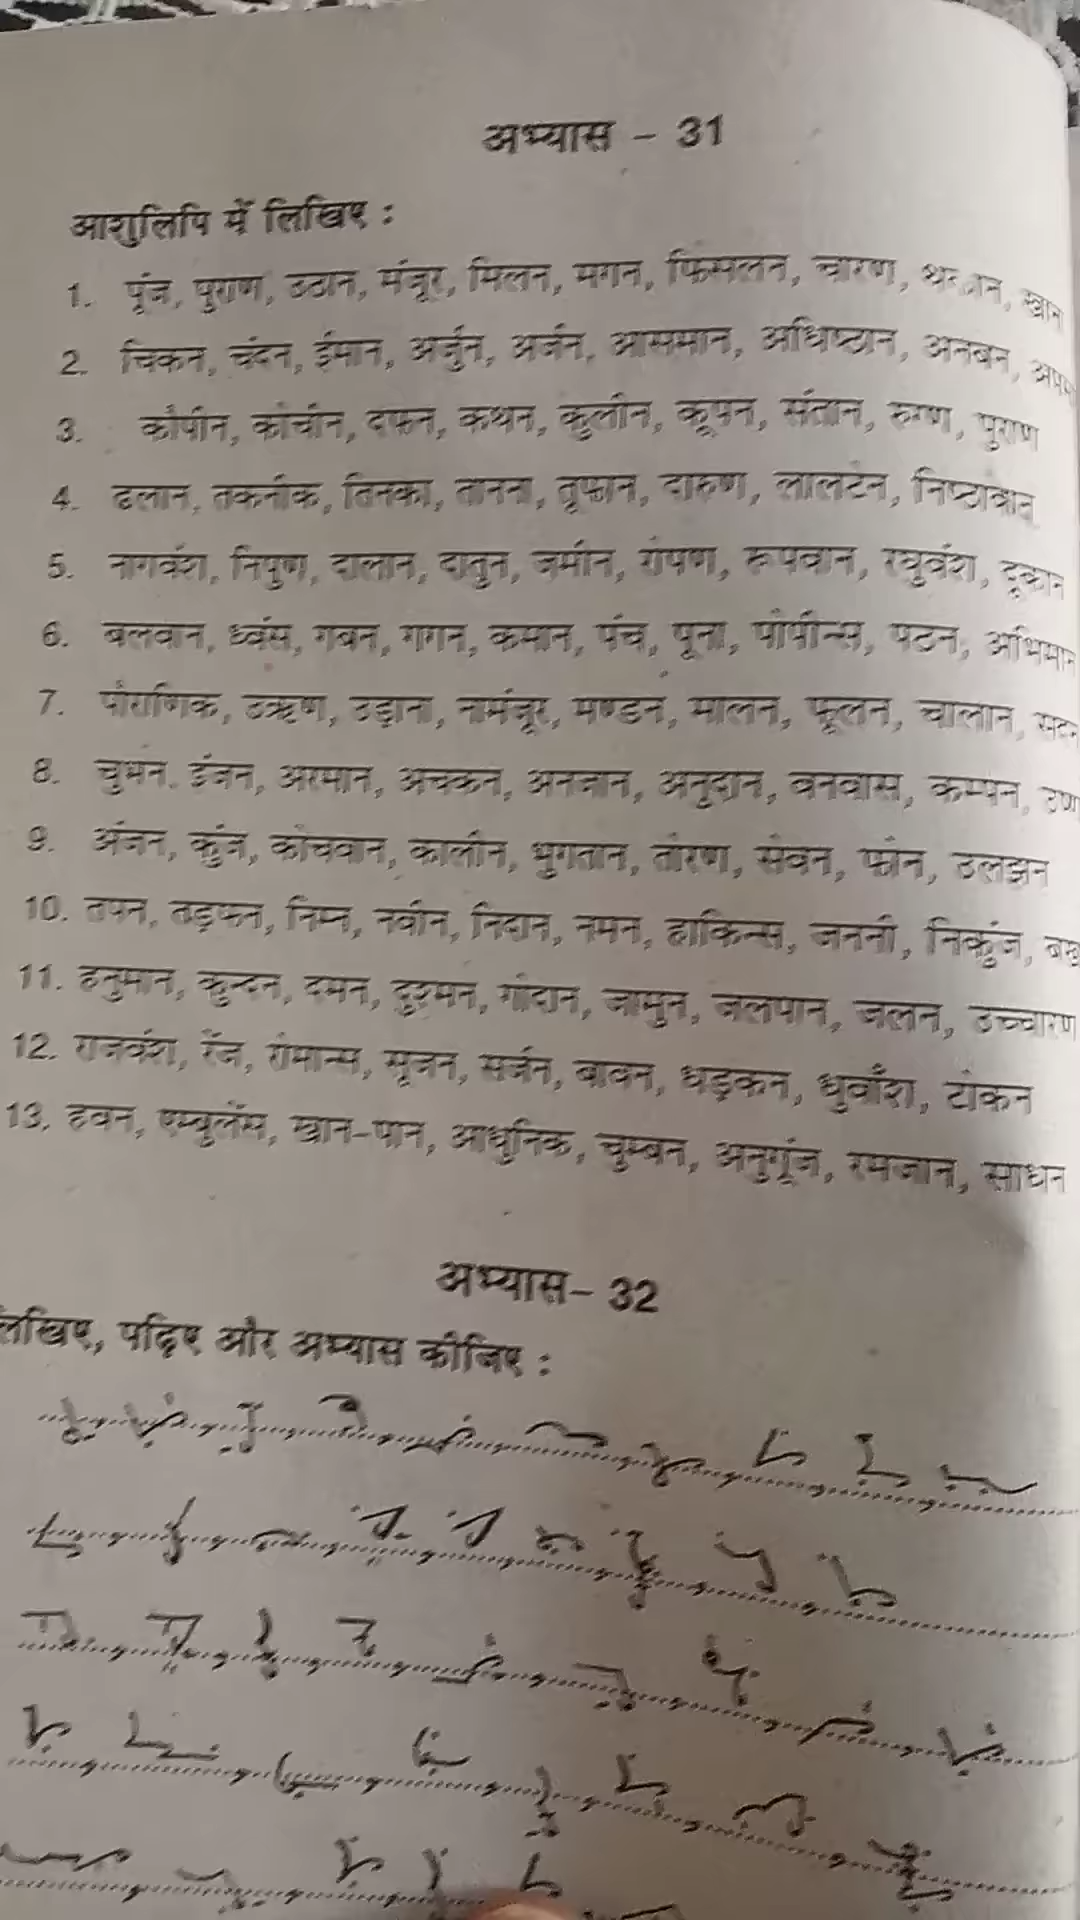 अभ्यास - 31
आशुलिपि में लिखिए :
1. पूंज, पुराण, उठान, मंजूर, मिलन, मगन, फिसलन, चारण,
2. चिकन, चंदन, ईमान, अर्जुन, अर्जन, आसमान, अधिष्ठान, अनबन,
3. कौपीन, कोचीन, दफन, कथन, कुलीन, कूपन, संतान, रुग्ण, पुराण
4. ढलान, तकनीक, तिनका, तानना, तूफान, दारुण, लालटेन, निष्ठावान
5. नागवंश, निपुण, दालान, दातुन, जमीन, रोपण, रूपवान, रघुवंश, दूकान
6. बलवान, ध्वंस, गबन, गगन, कमान, पंच, पूना, पोपीन्स, पठन, अभिमान
7. पौराणिक, उऋण, उड़ाना, नामंजूर, मण्डन, मालन, फूलन, चालान, सदन
8. चुभन, इंजन, अरमान, अचकन, अनजान, अनुदान, वनवास, कम्पन,
9. अंजन, कुंज, कोचवान, कालीन, भुगतान, तोरण, सेवन, फोन, उलझन
10. तपन, तड़फन, निम्न, नवीन, निदान, नमन, हाकिन्स, जननी, निकुंज,
11. हनुमान, कुन्दन, दमन, दुश्मन, गोदान, जामुन, जलपान, जलन, उच्चारण
12. राजवंश, रेंज, रोमान्स, सृजन, सर्जन, बावन, धड़कन, धुवाँश, टोकन
13. हवन, एम्बुलेंस, खान-पान, आधुनिक, चुम्बन, अनुगूंज, रमजान, साधन
अभ्यास- 32
लिखिए, पढ़िए और अभ्यास कीजिए :